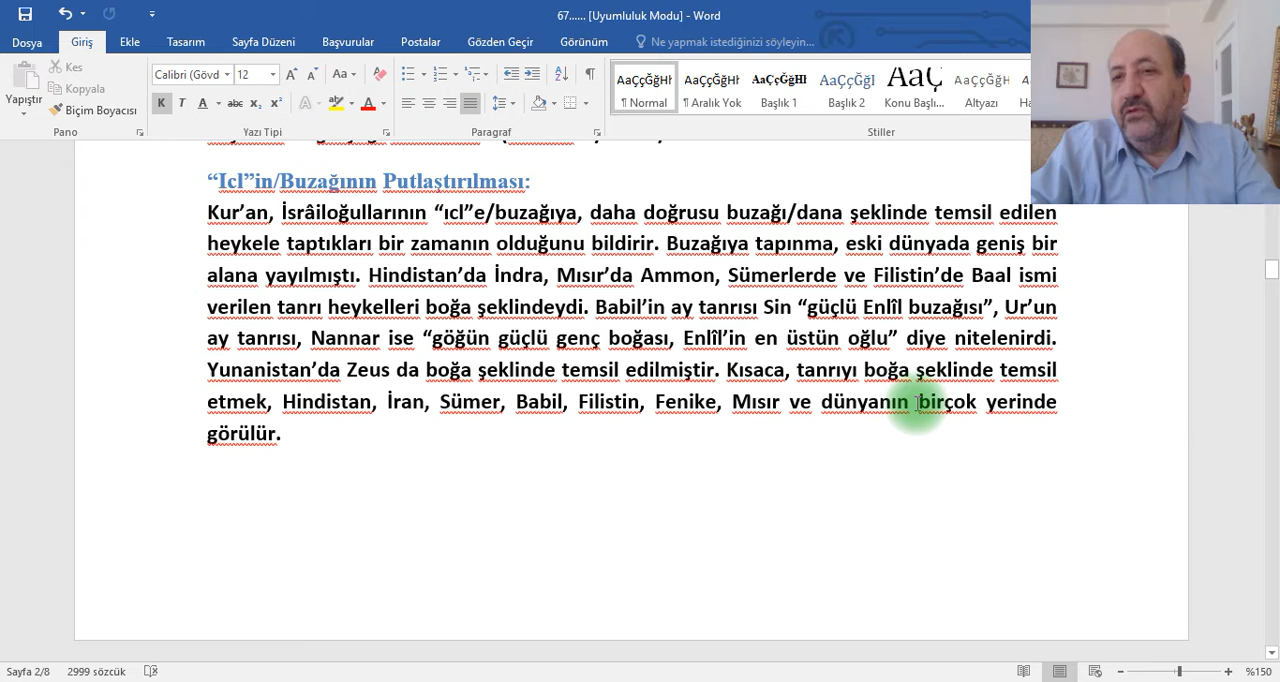 67...... [Uyumluluk Modu] - Word
Dosya Giriş Ekle Tasarım Sayfa Düzeni Başvurular Postalar Gözden Geçir Görünüm Ne yapmak istediğinizi söyleyin...
Yapıştır
Kes
Kopyala
Biçim Boyacısı
Calibri (Gövd 12
K T A abc x₂ x² A A
AaÇçĞğHł AaÇçĞğHł AaÇçĞğHl AaÇçĞğl AaÇ AaÇçĞğHł
¶ Normal ¶ Aralık Yok Başlık 1 Başlık 2 Konu Başlı... Altyazı
Pano Yazı Tipi Paragraf Stiller
“Icl”in/Buzağının Putlaştırılması:
Kur’an, İsrâiloğullarının “ıcl”e/buzağıya, daha doğrusu buzağı/dana şeklinde temsil edilen
heykele taptıkları bir zamanın olduğunu bildirir. Buzağıya tapınma, eski dünyada geniş bir
alana yayılmıştı. Hindistan’da İndra, Mısır’da Ammon, Sümerlerde ve Filistin’de Baal ismi
verilen tanrı heykelleri boğa şeklindeydi. Babil’in ay tanrısı Sin “güçlü Enlîl buzağısı”, Ur’un
ay tanrısı, Nannar ise “göğün güçlü genç boğası, Enlîl’in en üstün oğlu” diye nitelenirdi.
Yunanistan’da Zeus da boğa şeklinde temsil edilmiştir. Kısaca, tanrıyı boğa şeklinde temsil
etmek, Hindistan, İran, Sümer, Babil, Filistin, Fenike, Mısır ve dünyanın birçok yerinde
görülür.
Sayfa 2/8 2999 sözcük %150